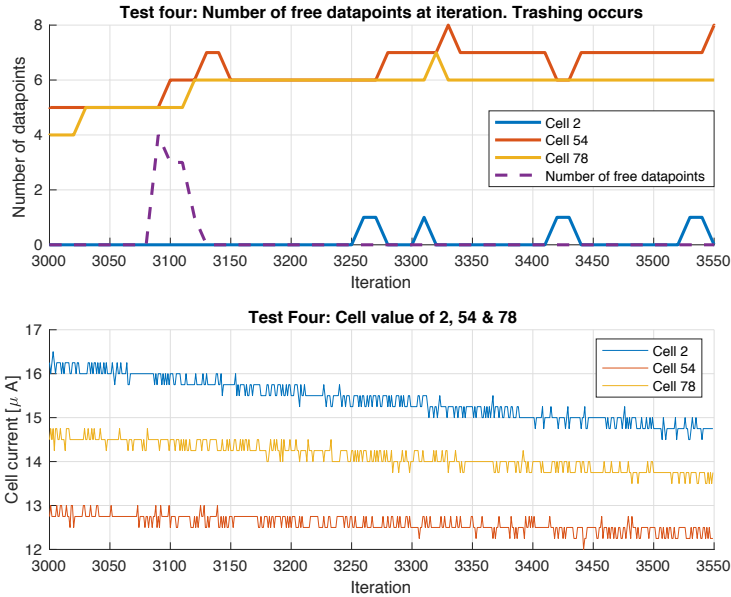 Test four: Number of free datapoints at iteration. Trashing occurs
8
6
4
2
0
Number of datapoints
Cell 2
Cell 54
Cell 78
Number of free datapoints
3000 3050 3100 3150 3200 3250 3300 3350 3400 3450 3500 3550
Iteration
Test Four: Cell value of 2, 54 & 78
17
16
15
14
13
12
Cell current [μ A]
Cell 2
Cell 54
Cell 78
3000 3050 3100 3150 3200 3250 3300 3350 3400 3450 3500 3550
Iteration